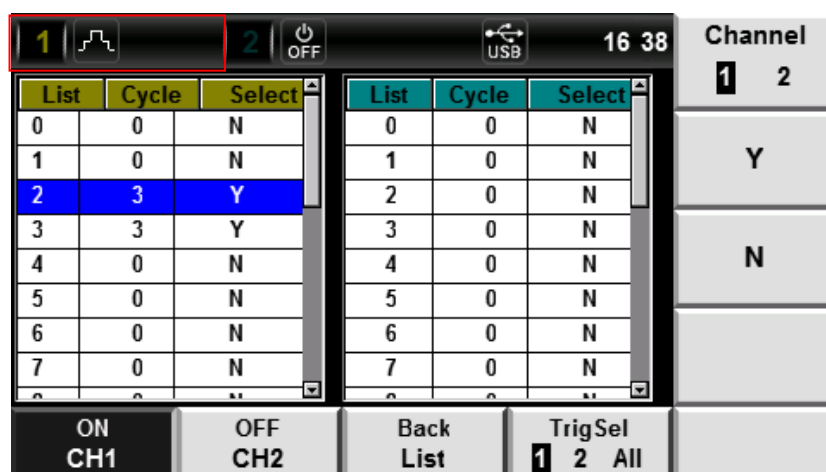 1 2 OFF USB 16 38
Channel
1 2
List Cycle Select List Cycle Select
0 0 N 0 0 N
1 0 N 1 0 N
2 3 Y 2 0 N
3 3 Y 3 0 N
4 0 N 4 0 N
5 0 N 5 0 N
6 0 N 6 0 N
7 0 N 7 0 N
Y
N
ON OFF Back TrigSel
CH1 CH2 List 1 2 All